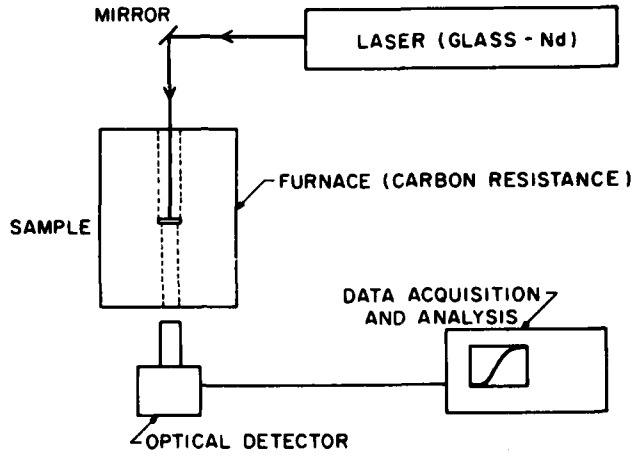 MIRROR
LASER (GLASS - Nd)
FURNACE (CARBON RESISTANCE)
SAMPLE
DATA ACQUISITION
AND ANALYSIS
OPTICAL DETECTOR